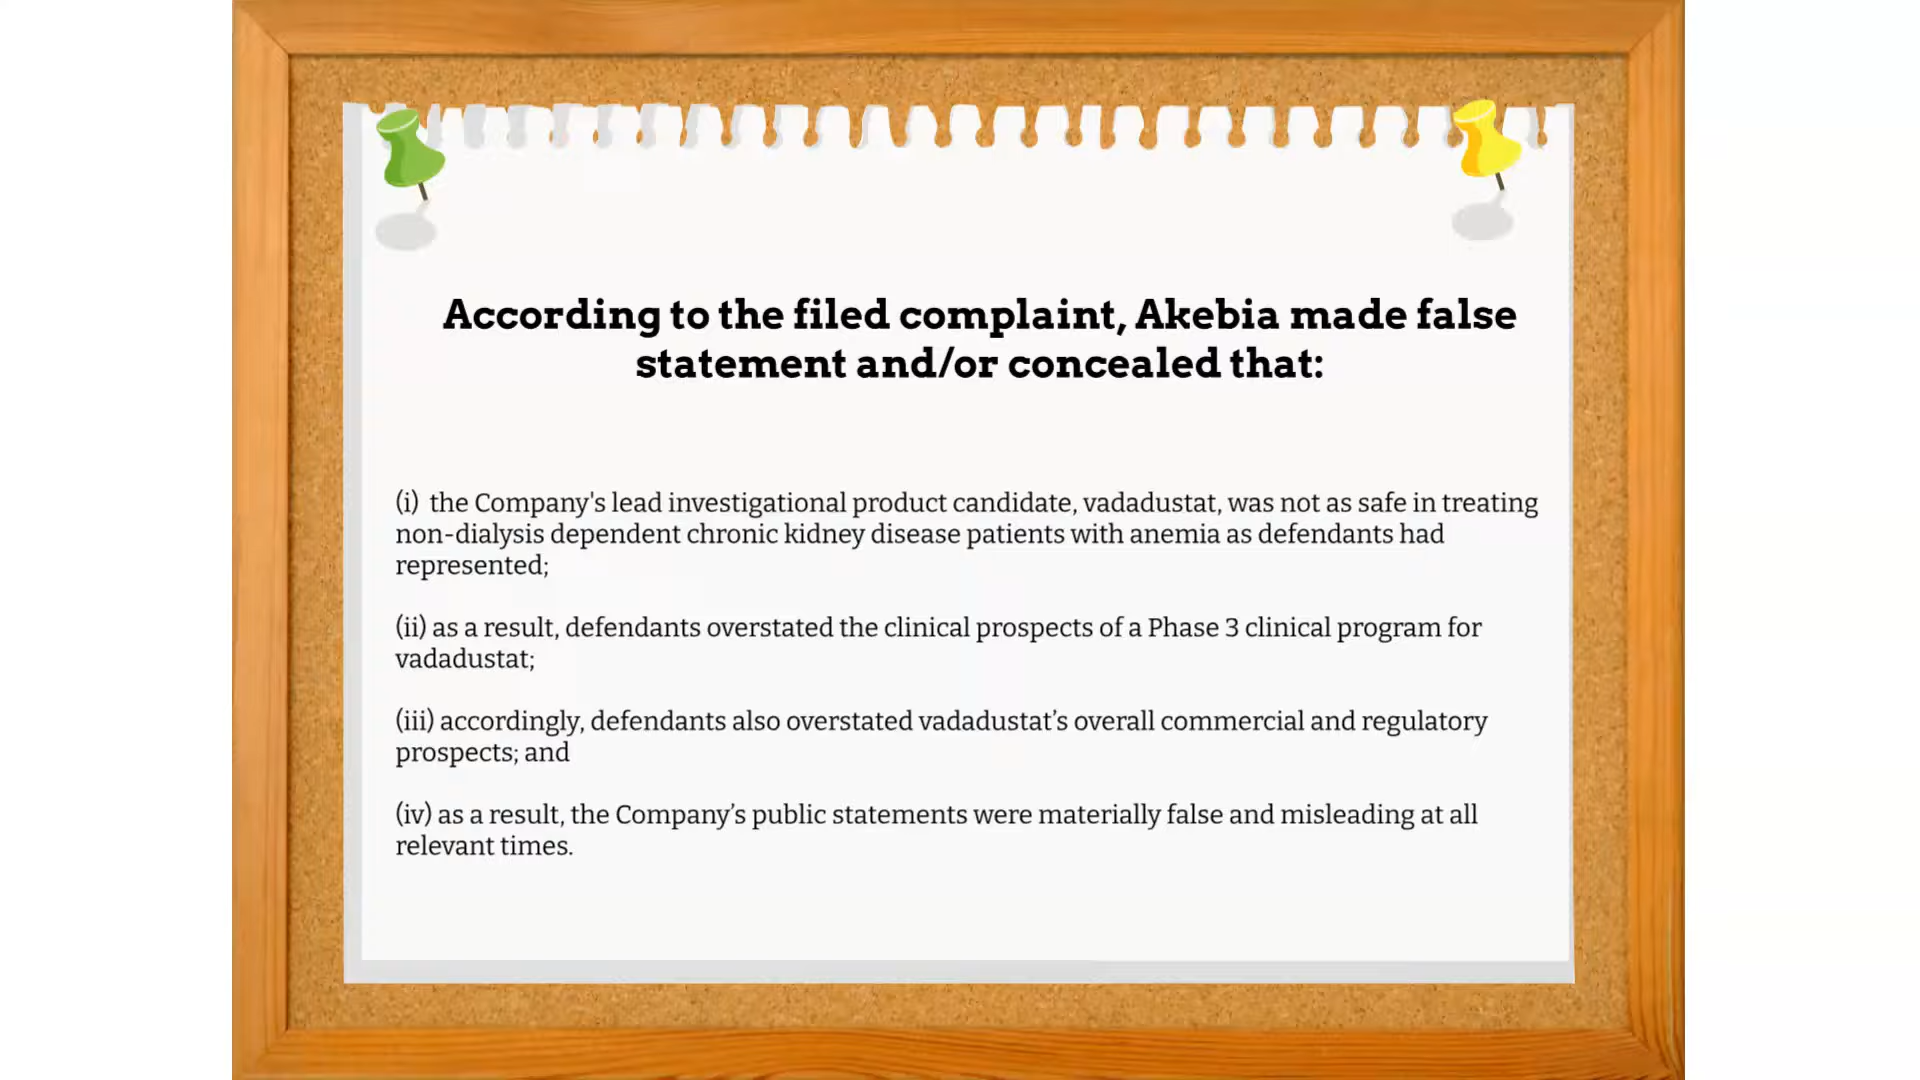 According to the filed complaint, Akebia made false
statement and/or concealed that:
(i) the Company's lead investigational product candidate, vadadustat, was not as safe in treating
non-dialysis dependent chronic kidney disease patients with anemia as defendants had
represented;
(ii) as a result, defendants overstated the clinical prospects of a Phase 3 clinical program for
vadadustat;
(iii) accordingly, defendants also overstated vadadustat’s overall commercial and regulatory
prospects; and
(iv) as a result, the Company’s public statements were materially false and misleading at all
relevant times.